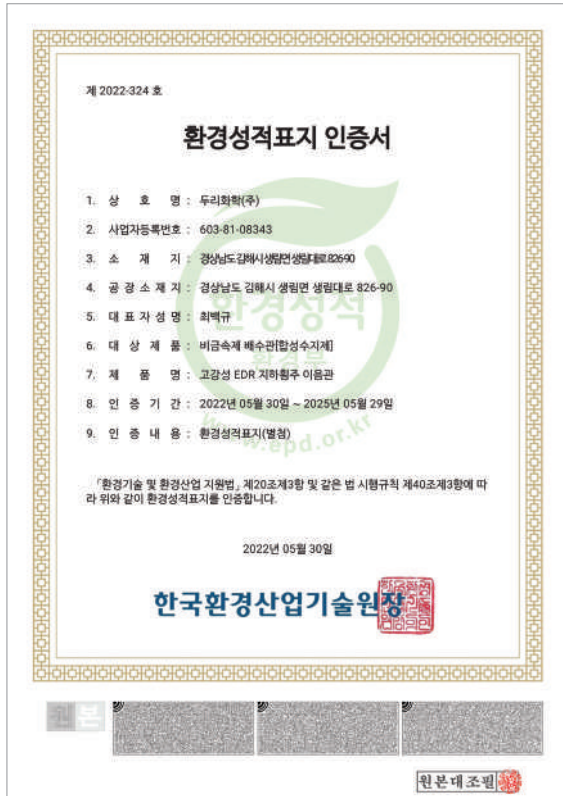 제 2022-324 호
환경성적표지 인증서
1. 상 호 명 : 두리화학(주)
2. 사업자등록번호 : 603-81-08343
3. 소 재 지 : 경상남도 김해시 생림면 생림대로 826-90
4. 공 장 소 재 지 : 경상남도 김해시 생림면 생림대로 826-90
5. 대 표 자 성 명 : 최백규
6. 대 상 제 품 : 비금속제 배수관[합성수지제]
7. 제 품 명 : 고강성 EDR 지하횡주 이음관
8. 인 증 기 간 : 2022년 05월 30일 ~ 2025년 05월 29일
9. 인 증 내 용 : 환경성적표지(별첨)
환경성적
환경부
www.epd.or.kr
「환경기술 및 환경산업 지원법」 제20조제3항 및 같은 법 시행규칙 제40조제3항에 따
라 위와 같이 환경성적표지를 인증합니다.
2022년 05월 30일
한국환경산업기술원장
원본
원본대조필